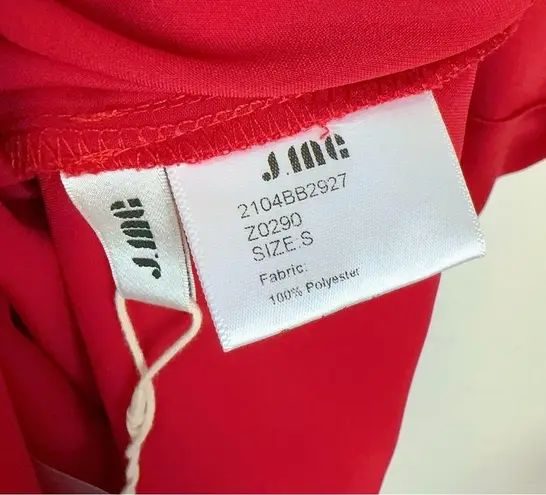 J.ING
2104BB2927
Z0290
SIZE.S
Fabric:
100% Polyester
J.ING